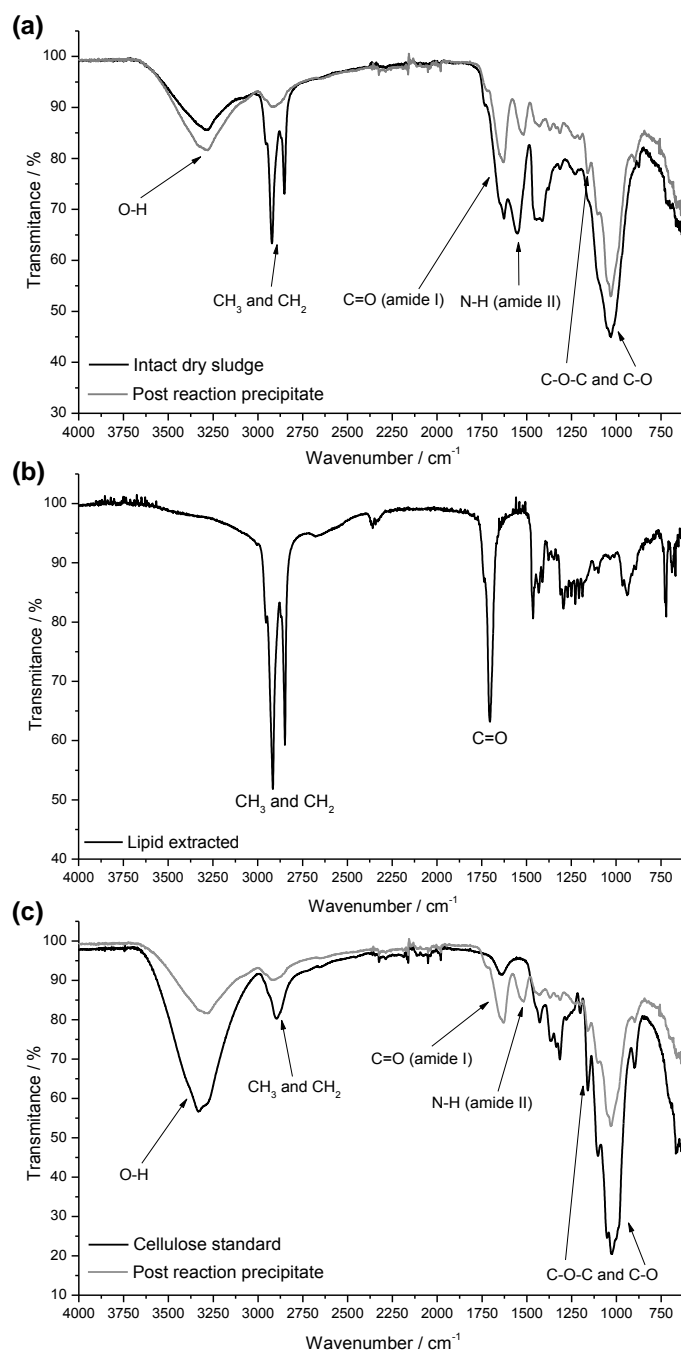 (a)
100
90
80
70
60
50
40
30
Transmitance / %
O-H
CH₃ and CH₂
C=O (amide I)
N-H (amide II)
C-O-C and C-O
Intact dry sludge
Post reaction precipitate
4000 3750 3500 3250 3000 2750 2500 2250 2000 1750 1500 1250 1000 750
Wavenumber / cm⁻¹
(b)
100
90
80
70
60
50
40
Transmitance / %
C=O
CH₃ and CH₂
Lipid extracted
4000 3750 3500 3250 3000 2750 2500 2250 2000 1750 1500 1250 1000 750
Wavenumber / cm⁻¹
(c)
100
90
80
70
60
50
40
30
20
10
Transmitance / %
C=O (amide I)
CH₃ and CH₂
N-H (amide II)
O-H
C-O-C and C-O
Cellulose standard
Post reaction precipitate
4000 3750 3500 3250 3000 2750 2500 2250 2000 1750 1500 1250 1000 750
Wavenumber / cm⁻¹